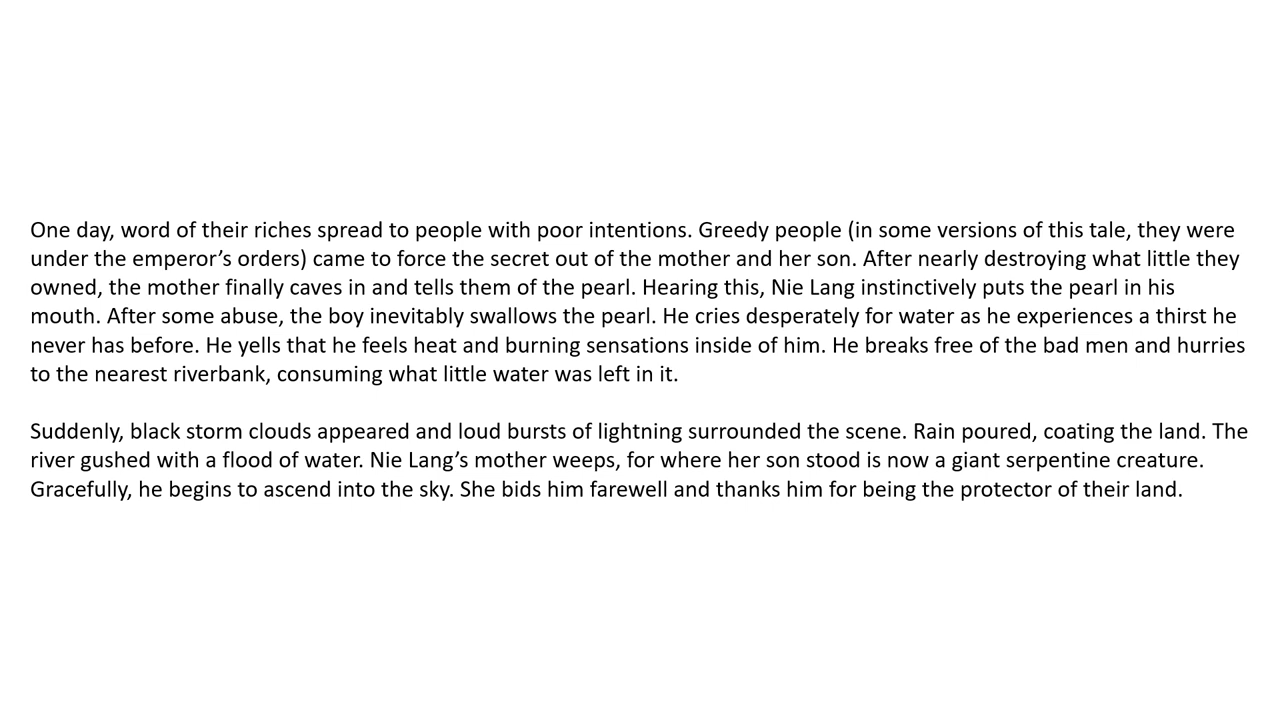 One day, word of their riches spread to people with poor intentions. Greedy people (in some versions of this tale, they were
under the emperor’s orders) came to force the secret out of the mother and her son. After nearly destroying what little they
owned, the mother finally caves in and tells them of the pearl. Hearing this, Nie Lang instinctively puts the pearl in his
mouth. After some abuse, the boy inevitably swallows the pearl. He cries desperately for water as he experiences a thirst he
never has before. He yells that he feels heat and burning sensations inside of him. He breaks free of the bad men and hurries
to the nearest riverbank, consuming what little water was left in it.
Suddenly, black storm clouds appeared and loud bursts of lightning surrounded the scene. Rain poured, coating the land. The
river gushed with a flood of water. Nie Lang’s mother weeps, for where her son stood is now a giant serpentine creature.
Gracefully, he begins to ascend into the sky. She bids him farewell and thanks him for being the protector of their land.